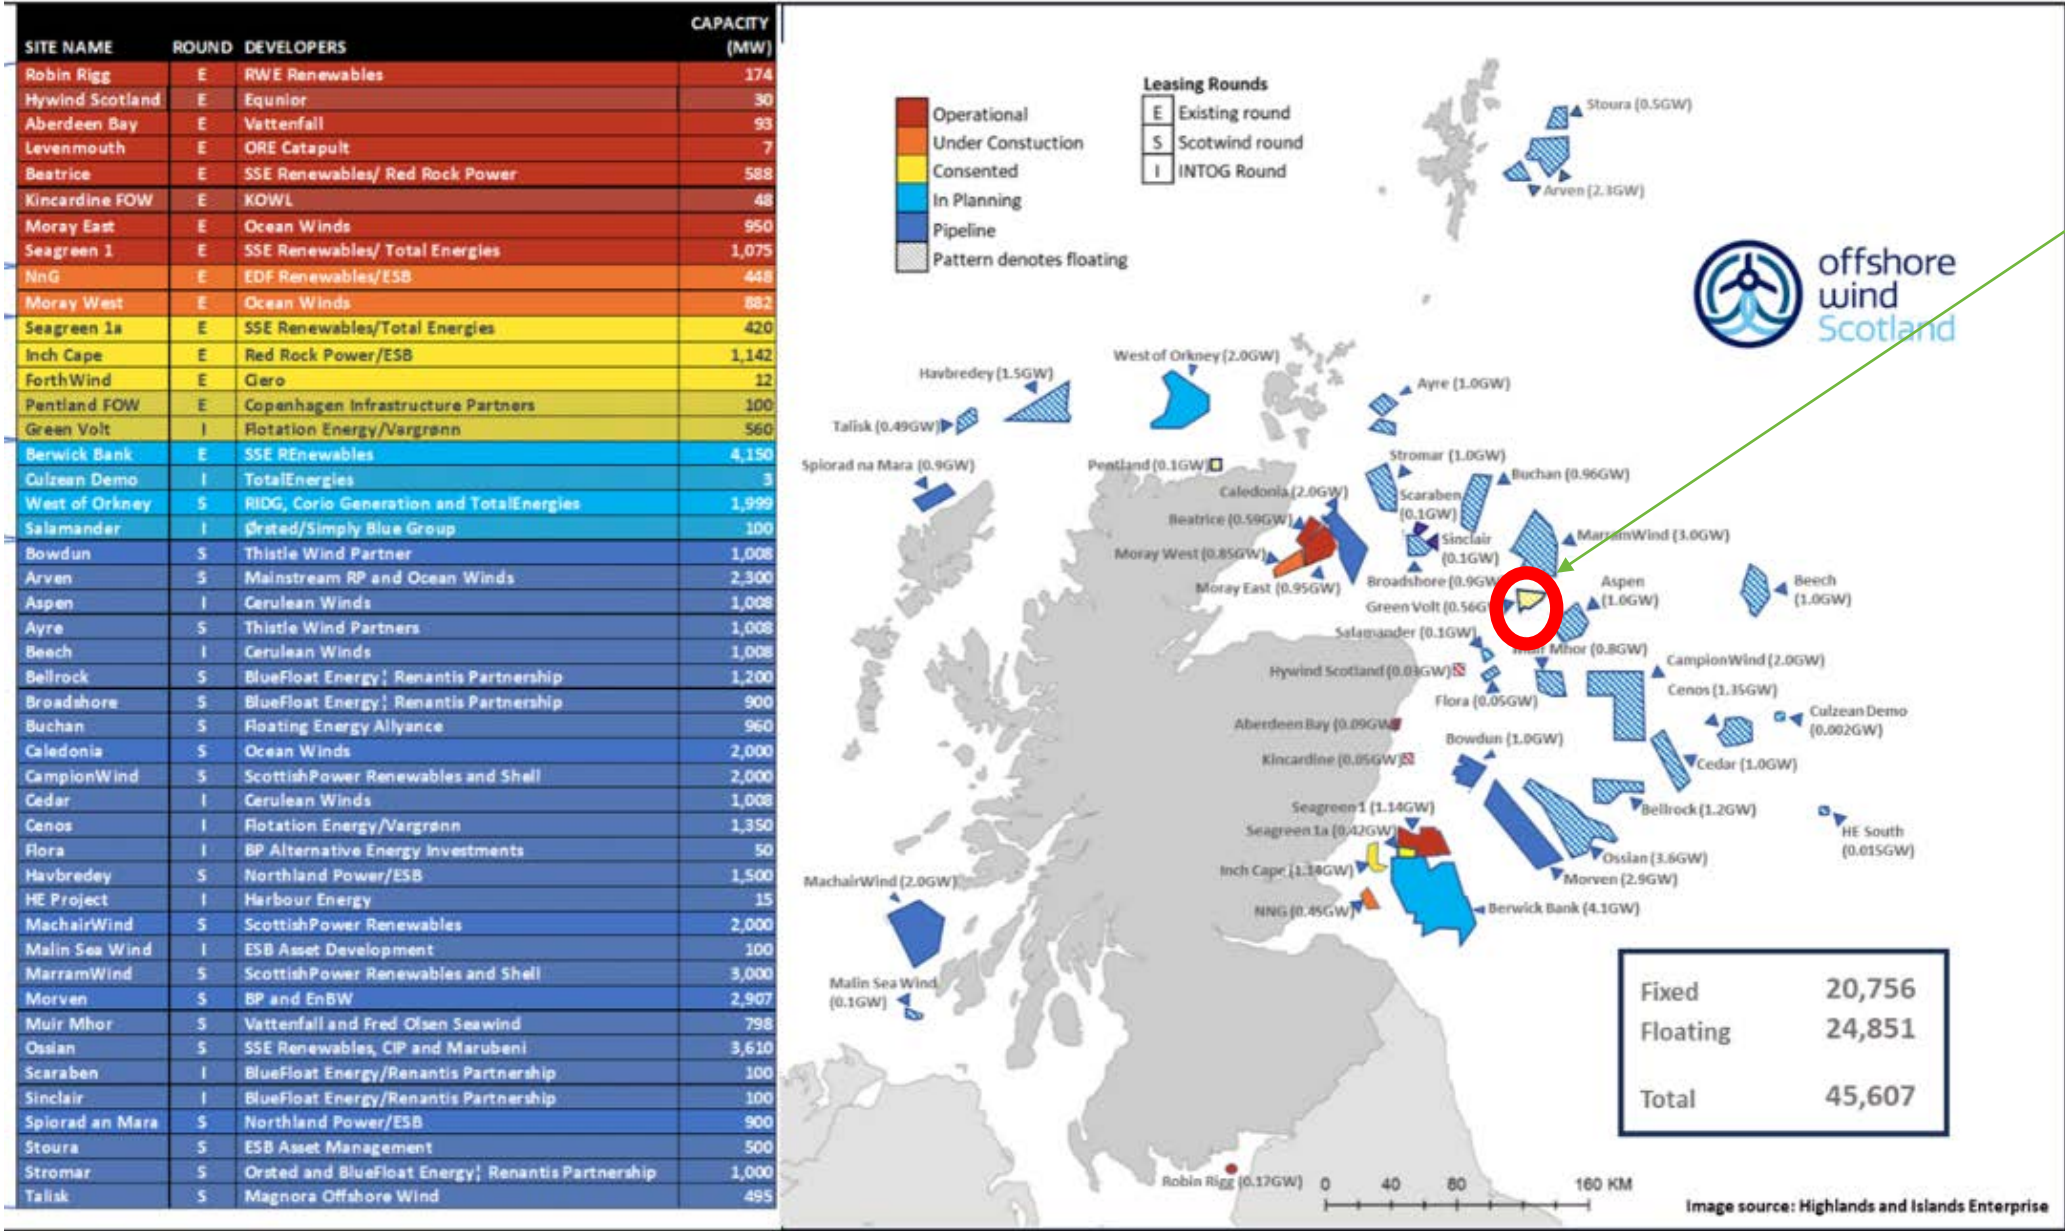 SITE NAME ROUND DEVELOPERS CAPACITY (MW)
Robin Rigg E RWE Renewables 174
Hywind Scotland E Equnior 30
Aberdeen Bay E Vattenfall 93
Levenmouth E ORE Catapult 7
Beatrice E SSE Renewables/ Red Rock Power 588
Kincardine FOW E KOWL 48
Moray East E Ocean Winds 950
Seagreen 1 E SSE Renewables/ Total Energies 1,075
NnG E EDF Renewables/ESB 448
Moray West E Ocean Winds 882
Seagreen 1a E SSE Renewables/Total Energies 420
Inch Cape E Red Rock Power/ESB 1,142
ForthWind E Cero 12
Pentland FOW E Copenhagen Infrastructure Partners 100
Green Volt I Flotation Energy/Vargrønn 560
Berwick Bank E SSE REnewables 4,150
Culzean Demo I TotalEnergies 3
West of Orkney S RIDG, Corio Generation and TotalEnergies 1,999
Salamander I Ørsted/Simply Blue Group 100
Bowdun S Thistle Wind Partner 1,008
Arven S Mainstream RP and Ocean Winds 2,300
Aspen I Cerulean Winds 1,008
Ayre S Thistle Wind Partners 1,008
Beech I Cerulean Winds 1,008
Bellrock S BlueFloat Energy¦ Renantis Partnership 1,200
Broadshore S BlueFloat Energy¦ Renantis Partnership 900
Buchan S Floating Energy Allyance 960
Caledonia S Ocean Winds 2,000
CampionWind S ScottishPower Renewables and Shell 2,000
Cedar I Cerulean Winds 1,008
Cenos I Flotation Energy/Vargrønn 1,350
Flora I BP Alternative Energy Investments 50
Havbredey S Northland Power/ESB 1,500
HE Project I Harbour Energy 15
MachairWind S ScottishPower Renewables 2,000
Malin Sea Wind I ESB Asset Development 100
MarramWind S ScottishPower Renewables and Shell 3,000
Morven S BP and EnBW 2,907
Muir Mhor S Vattenfall and Fred Olsen Seawind 798
Ossian S SSE Renewables, CIP and Marubeni 3,610
Scaraben I BlueFloat Energy/Renantis Partnership 100
Sinclair I BlueFloat Energy/Renantis Partnership 100
Spiorad an Mara S Northland Power/ESB 900
Stoura S ESB Asset Management 500
Stromar S Orsted and BlueFloat Energy¦ Renantis Partnership 1,000
Talisk S Magnora Offshore Wind 495
Operational
Under Constuction
Consented
In Planning
Pipeline
Pattern denotes floating
Leasing Rounds
E Existing round
S Scotwind round
I INTOG Round
Stoura (0.5GW)
Arven (2.3GW)
offshore
wind
Scotland
West of Orkney (2.0GW)
Havbredey (1.5GW)
Ayre (1.0GW)
Talisk (0.49GW)
Spiorad na Mara (0.9GW)
Pentland (0.1GW)
Stromar (1.0GW)
Buchan (0.96GW)
Caledonia (2.0GW)
Scaraben
(0.1GW)
Beatrice (0.59GW)
Sinclair
(0.1GW)
MarramWind (3.0GW)
Moray West (0.85GW)
Moray East (0.95GW)
Broadshore (0.9GW
Aspen
(1.0GW)
Beech
(1.0GW)
Green Volt (0.56G
Salamander (0.1GW)
Mhor (0.8GW)
CampionWind (2.0GW)
Hywind Scotland (0.03GW)
Cenos (1.35GW)
Flora (0.05GW)
Culzean Demo
(0.002GW)
Aberdeen Bay (0.09GW
Bowdun (1.0GW)
Kincardine (0.05GW)
Cedar (1.0GW)
Seagreen 1 (1.14GW)
Bellrock (1.2GW)
Seagreen 1a (0.42GW)
HE South
(0.015GW)
Ossian (3.6GW)
Inch Cape (1.14GW)
Morven (2.9GW)
MachairWind (2.0GW)
NNG (0.45GW)
Berwick Bank (4.1GW)
Malin Sea Wind
(0.1GW)
Fixed 20,756
Floating 24,851
Total 45,607
Robin Rigg (0.17GW)
0 40 80 160 KM
Image source: Highlands and Islands Enterprise